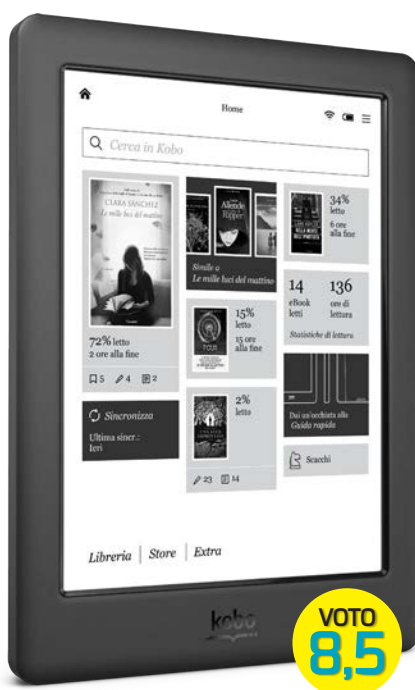 Home
Cerca in Kobo
CLARA SÁNCHEZ
Le mille luci del mattino
72% letto
2 ore alla fine
5 4 2
Sincronizza
Ultima sincr.:
Ieri
Allende
Ripper
Simile a
Le mille luci del mattino
15%
letto
15 ore
alla fine
FOUR
2%
letto
23 14
34%
letto
6 ore
alla fine
14 136
eBook ore di
letti lettura
Statistiche di lettura
Dai un'occhiata alla
Guida rapida
Scacchi
Libreria | Store | Extra
kobo
VOTO
8,5